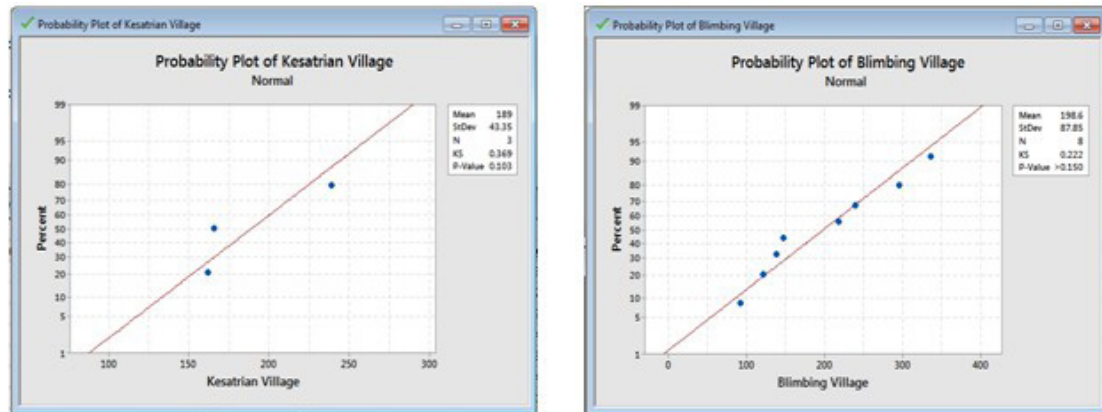 Probability Plot of Kesatrian Village
Probability Plot of Kesatrian Village
Normal
99
95
90
80
70
60
50
40
30
20
10
5
1
Percent
100 150 200 250 300
Kesatrian Village
Mean 189
StDev 43.35
N 3
KS 0.369
P-Value 0.103
Probability Plot of Blimbing Village
Probability Plot of Blimbing Village
Normal
99
95
90
80
70
60
50
40
30
20
10
5
1
Percent
0 100 200 300 400
Blimbing Village
Mean 198.6
StDev 87.85
N 8
KS 0.222
P-Value >0.150